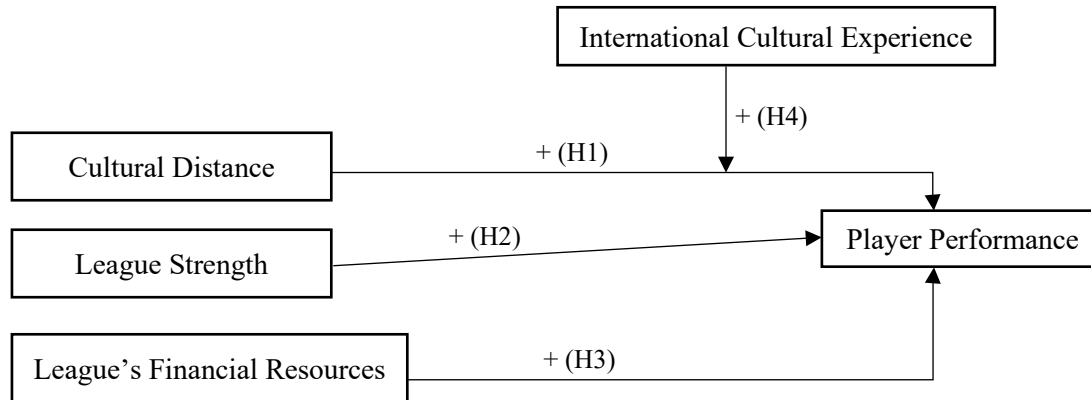 International Cultural Experience
+ (H4)
+ (H1)
Cultural Distance
+ (H2)
Player Performance
League Strength
+ (H3)
League’s Financial Resources